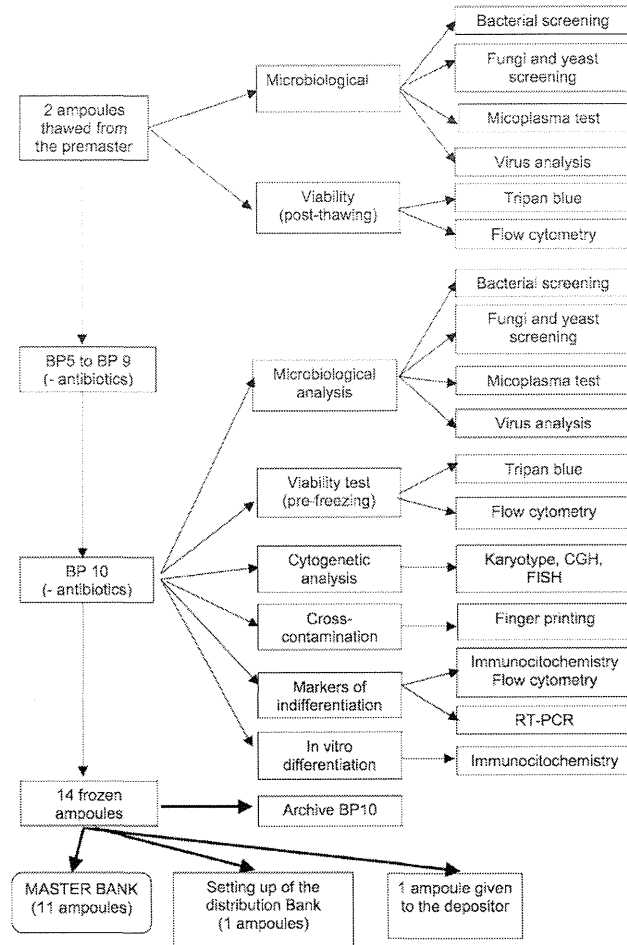 Bacterial screening
Fungi and yeast
screening
Microbiological
2 ampoules
thawed from
the premaster
Micoplasma test
Virus analysis
Viability
(post-thawing)
Tripan blue
Flow cytometry
Bacterial screening
Fungi and yeast
screening
BP5 to BP 9
(- antibiotics)
Microbiological
analysis
Micoplasma test
Virus analysis
Viability test
(pre-freezing)
Tripan blue
Flow cytometry
BP 10
(- antibiotics)
Cytogenetic
analysis
Karyotype, CGH,
FISH
Cross-
contamination
Finger printing
Markers of
indifferentiation
Immunocitochemistry
Flow cytometry
RT-PCR
In vitro
differentiation
Immunocitochemistry
14 frozen
ampoules
Archive BP10
MASTER BANK
(11 ampoules)
Setting up of the
distribution Bank
(1 ampoules)
1 ampoule given
to the depositor